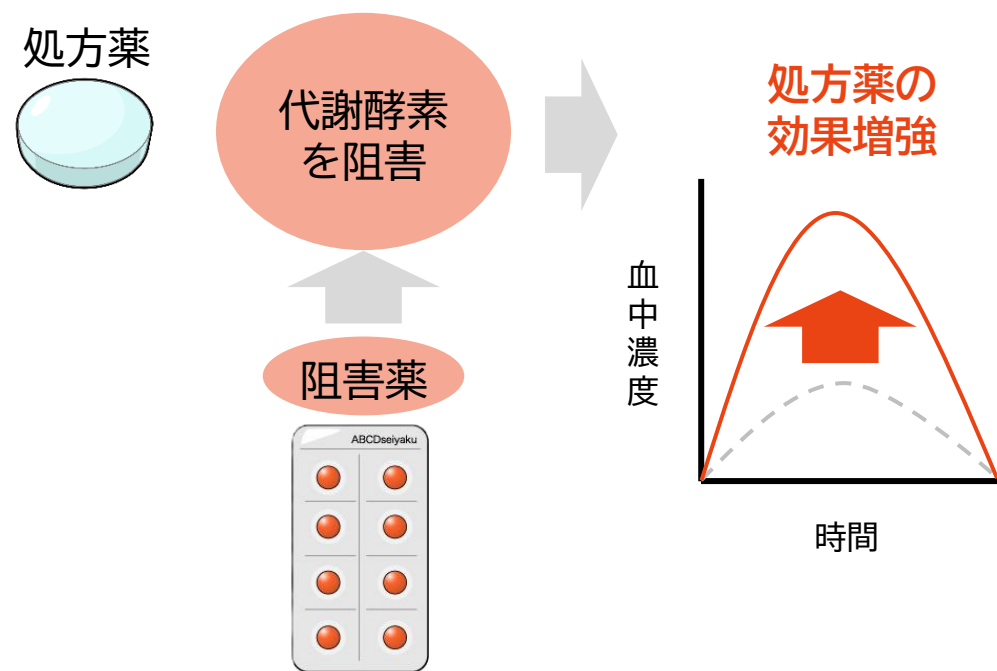 処方薬
代謝酵素
を阻害
処方薬の
効果増強
血中濃度
時間
阻害薬
ABCDseiyaku